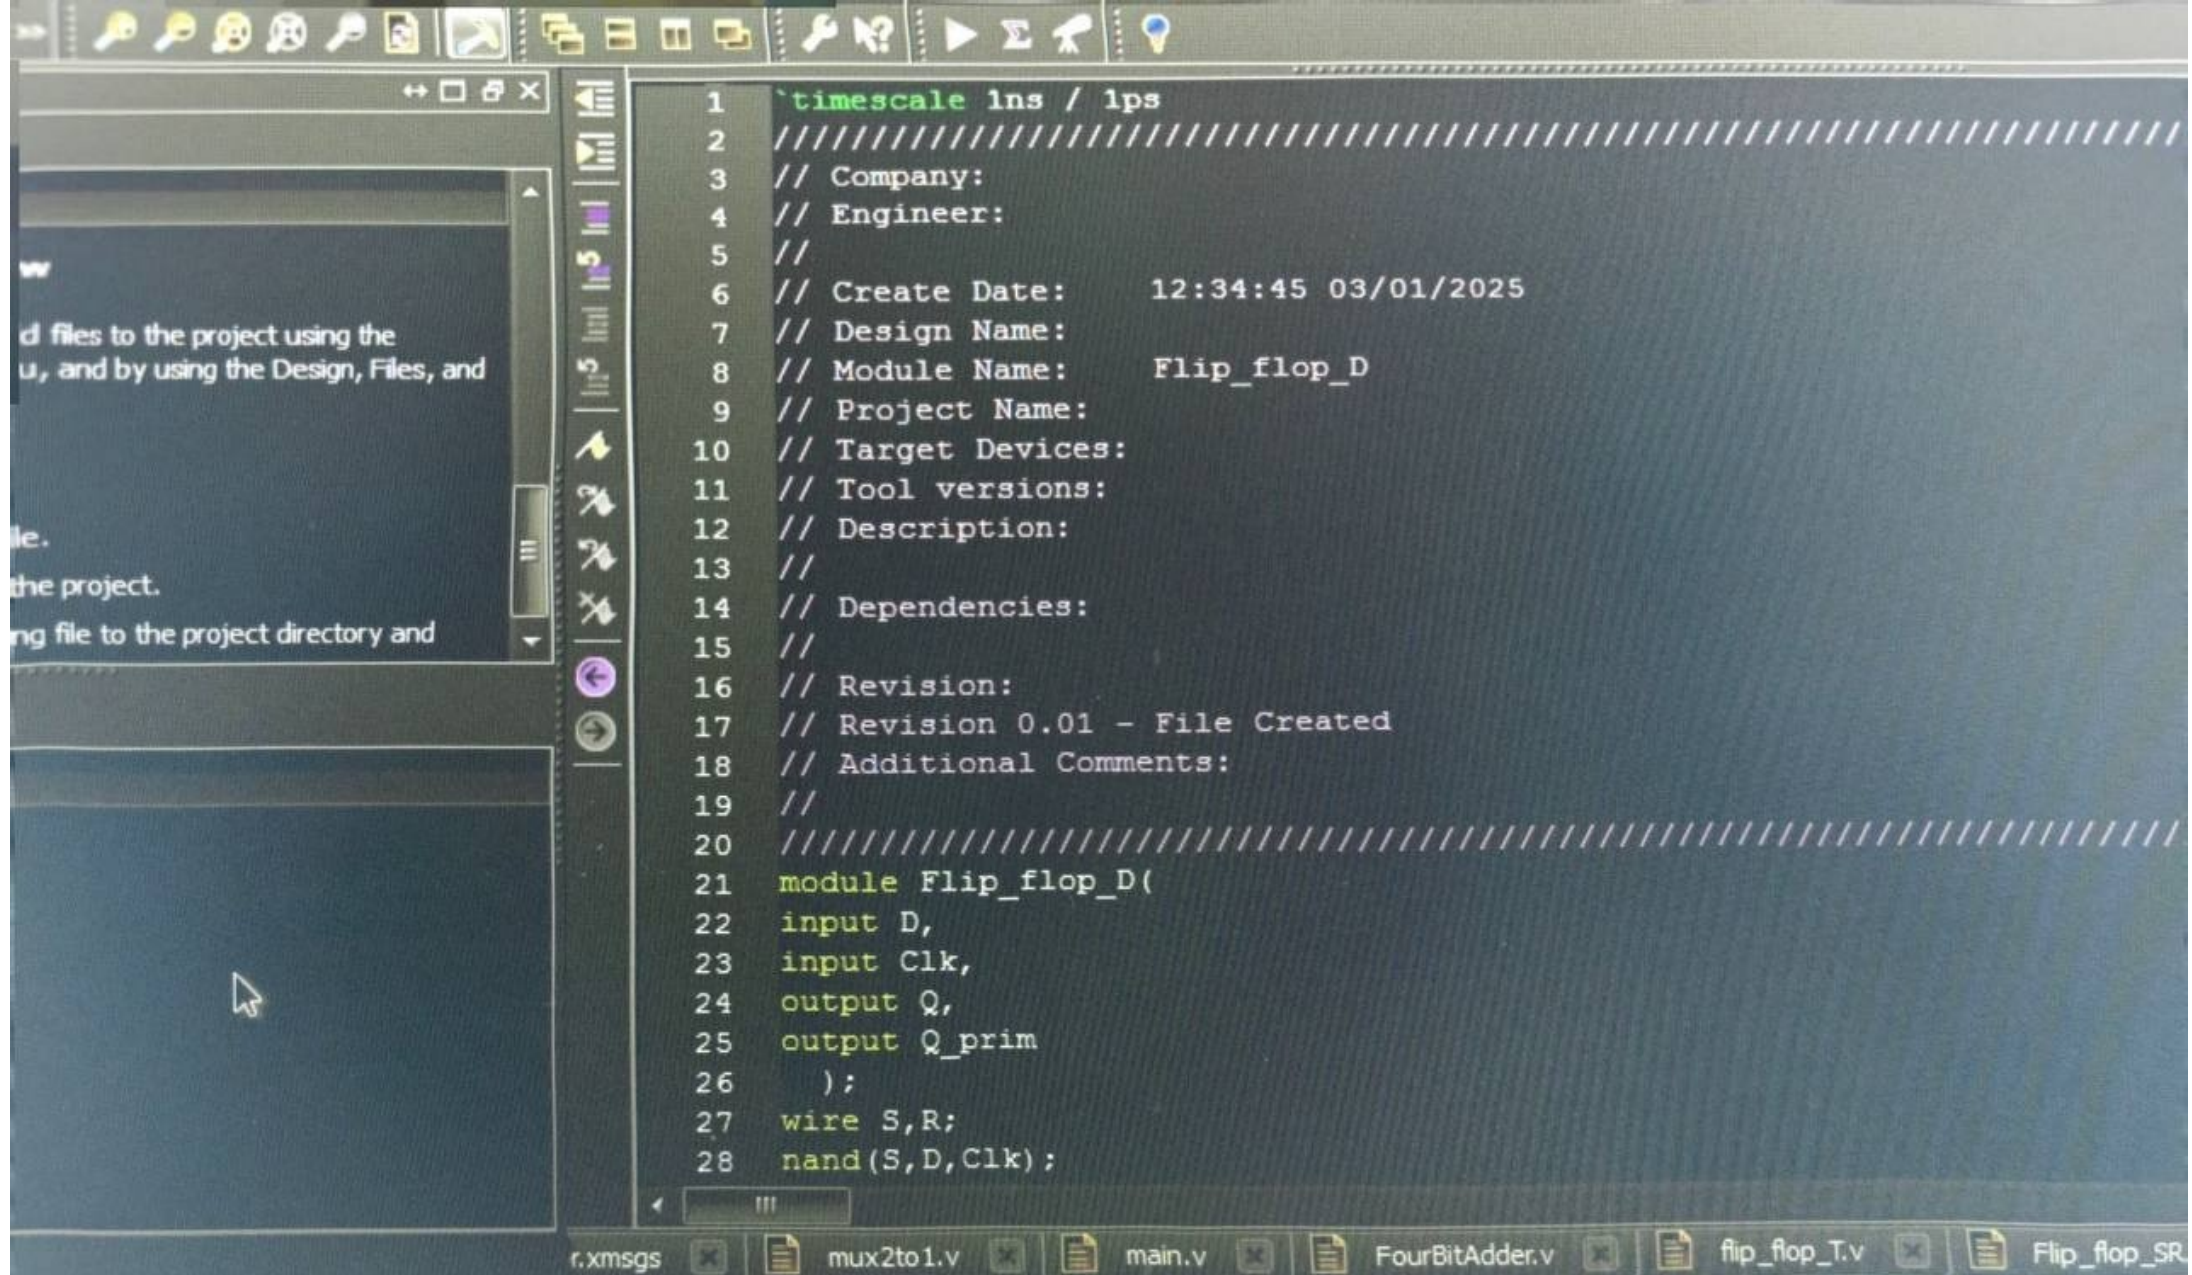 w
d files to the project using the
u, and by using the Design, Files, and
le.
the project.
ng file to the project directory and
1 `timescale 1ns / 1ps
2 //////////////////////////////////////////////////////////////////////
3 // Company:
4 // Engineer:
5 //
6 // Create Date:    12:34:45 03/01/2025
7 // Design Name:
8 // Module Name:    Flip_flop_D
9 // Project Name:
10 // Target Devices:
11 // Tool versions:
12 // Description:
13 //
14 // Dependencies:
15 //
16 // Revision:
17 // Revision 0.01 - File Created
18 // Additional Comments:
19 //
20 //////////////////////////////////////////////////////////////////////
21 module Flip_flop_D(
22 input D,
23 input Clk,
24 output Q,
25 output Q_prim
26   );
27 wire S,R;
28 nand(S,D,Clk);
r.xmsgs mux2to1.v main.v FourBitAdder.v flip_flop_T.v Flip_flop_SR.